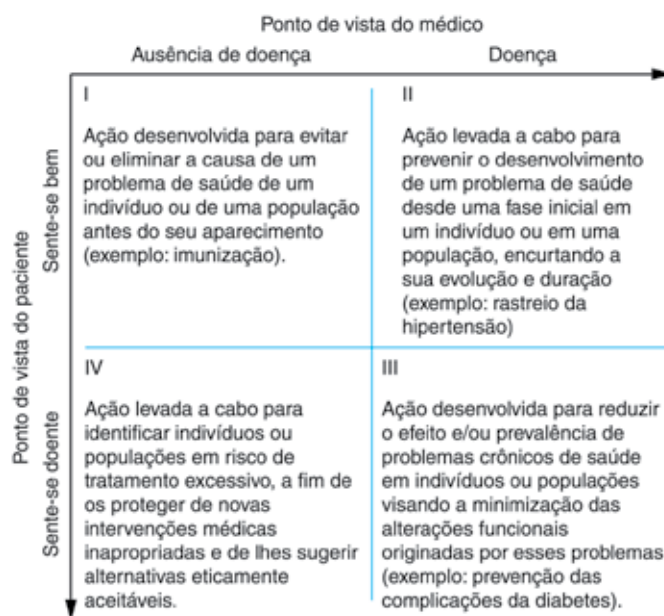 Ponto de vista do médico
Ausência de doença
Doença
Ponto de vista do paciente
Sente-se bem
I
Ação desenvolvida para evitar
ou eliminar a causa de um
problema de saúde de um
indivíduo ou de uma população
antes do seu aparecimento
(exemplo: imunização).
II
Ação levada a cabo para
prevenir o desenvolvimento
de um problema de saúde
desde uma fase inicial em
um indivíduo ou em uma
população, encurtando a
sua evolução e duração
(exemplo: rastreio da
hipertensão)
Sente-se doente
IV
Ação levada a cabo para
identificar indivíduos ou
populações em risco de
tratamento excessivo, a fim de
os proteger de novas
intervenções médicas
inapropriadas e de lhes sugerir
alternativas eticamente
aceitáveis.
III
Ação desenvolvida para reduzir
o efeito e/ou prevalência de
problemas crônicos de saúde
em indivíduos ou populações
visando a minimização das
alterações funcionais
originadas por esses problemas
(exemplo: prevenção das
complicações da diabetes).